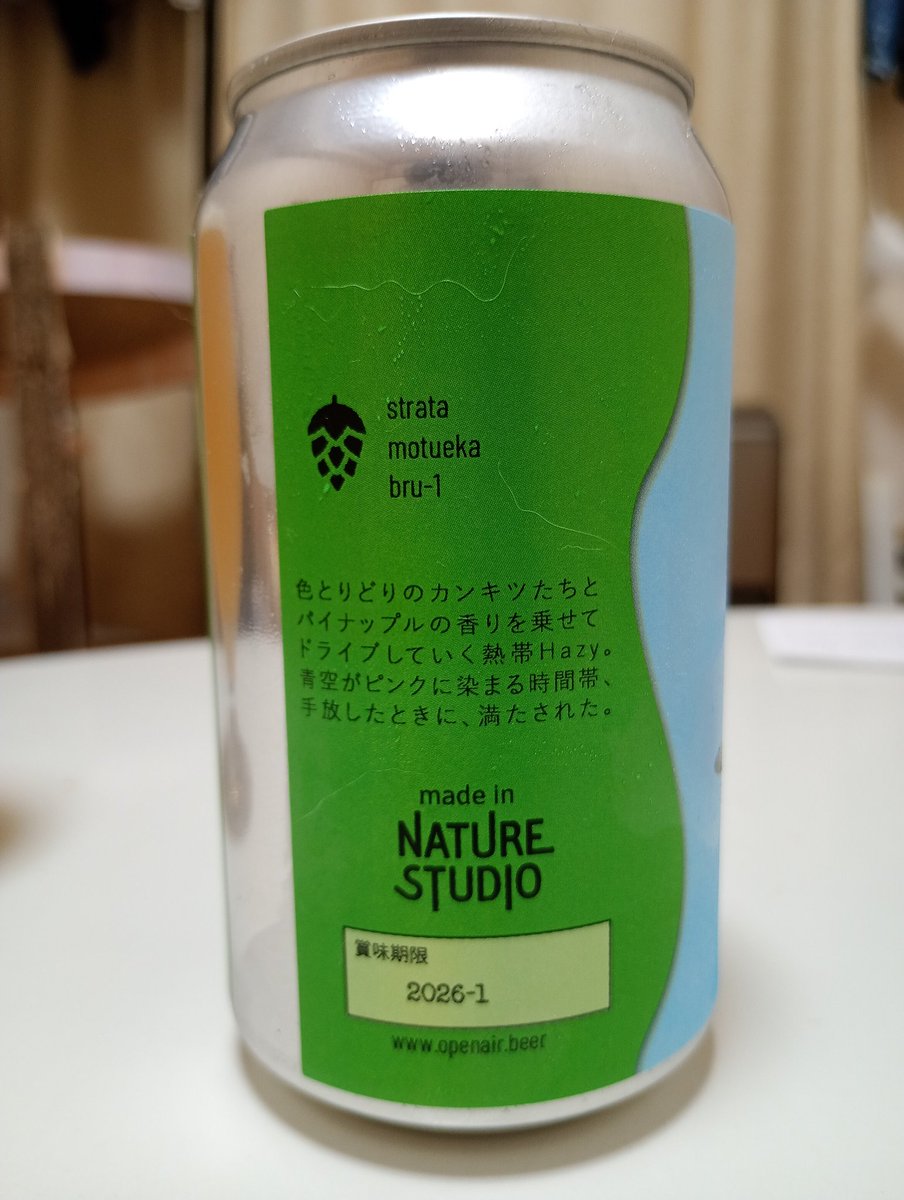 strata
motueka
bru-1
色とりどりのカンキツたちと
パイナップルの香りを乗せて
ドライブしていく熱帯Hazy。
青空がピンクに染まる時間帯、
手放したときに、満たされた。
made in
NATURE
STUDIO
賞味期限
2026-1
www.openair.beer